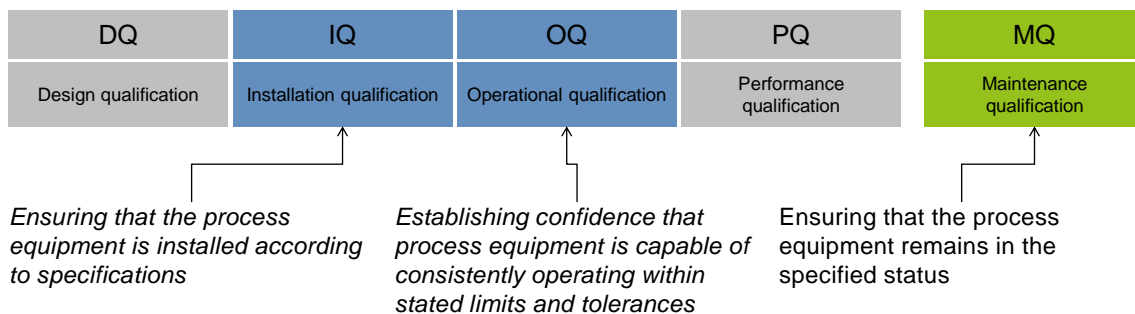 DQ
IQ
OQ
PQ
MQ
Design qualification
Installation qualification
Operational qualification
Performance
qualification
Maintenance
qualification
Ensuring that the process
equipment is installed according
to specifications
Establishing confidence that
process equipment is capable of
consistently operating within
stated limits and tolerances
Ensuring that the process
equipment remains in the
specified status